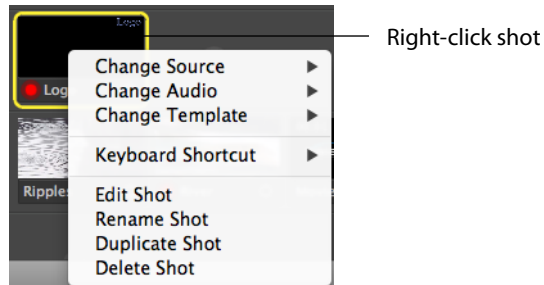 Logo
Right-click shot
Log
Change Source
Change Audio
Change Template
Keyboard Shortcut
Ripples
Edit Shot
Rename Shot
Duplicate Shot
Delete Shot